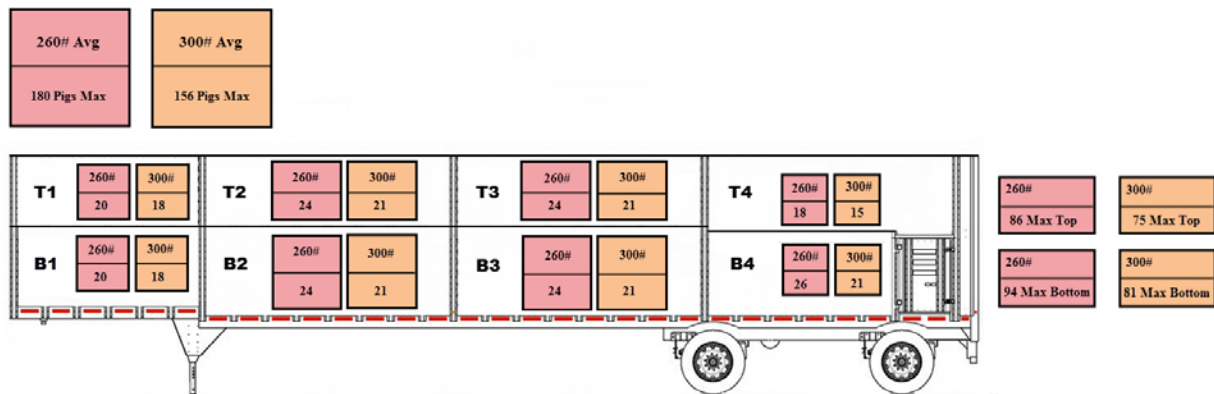 260# Avg
180 Pigs Max
300# Avg
156 Pigs Max
T1
260#
20
300#
18
T2
260#
24
300#
21
T3
260#
24
300#
21
T4
260#
18
300#
15
260#
86 Max Top
300#
75 Max Top
B1
260#
20
300#
18
B2
260#
24
300#
21
B3
260#
24
300#
21
B4
260#
26
300#
21
260#
94 Max Bottom
300#
81 Max Bottom